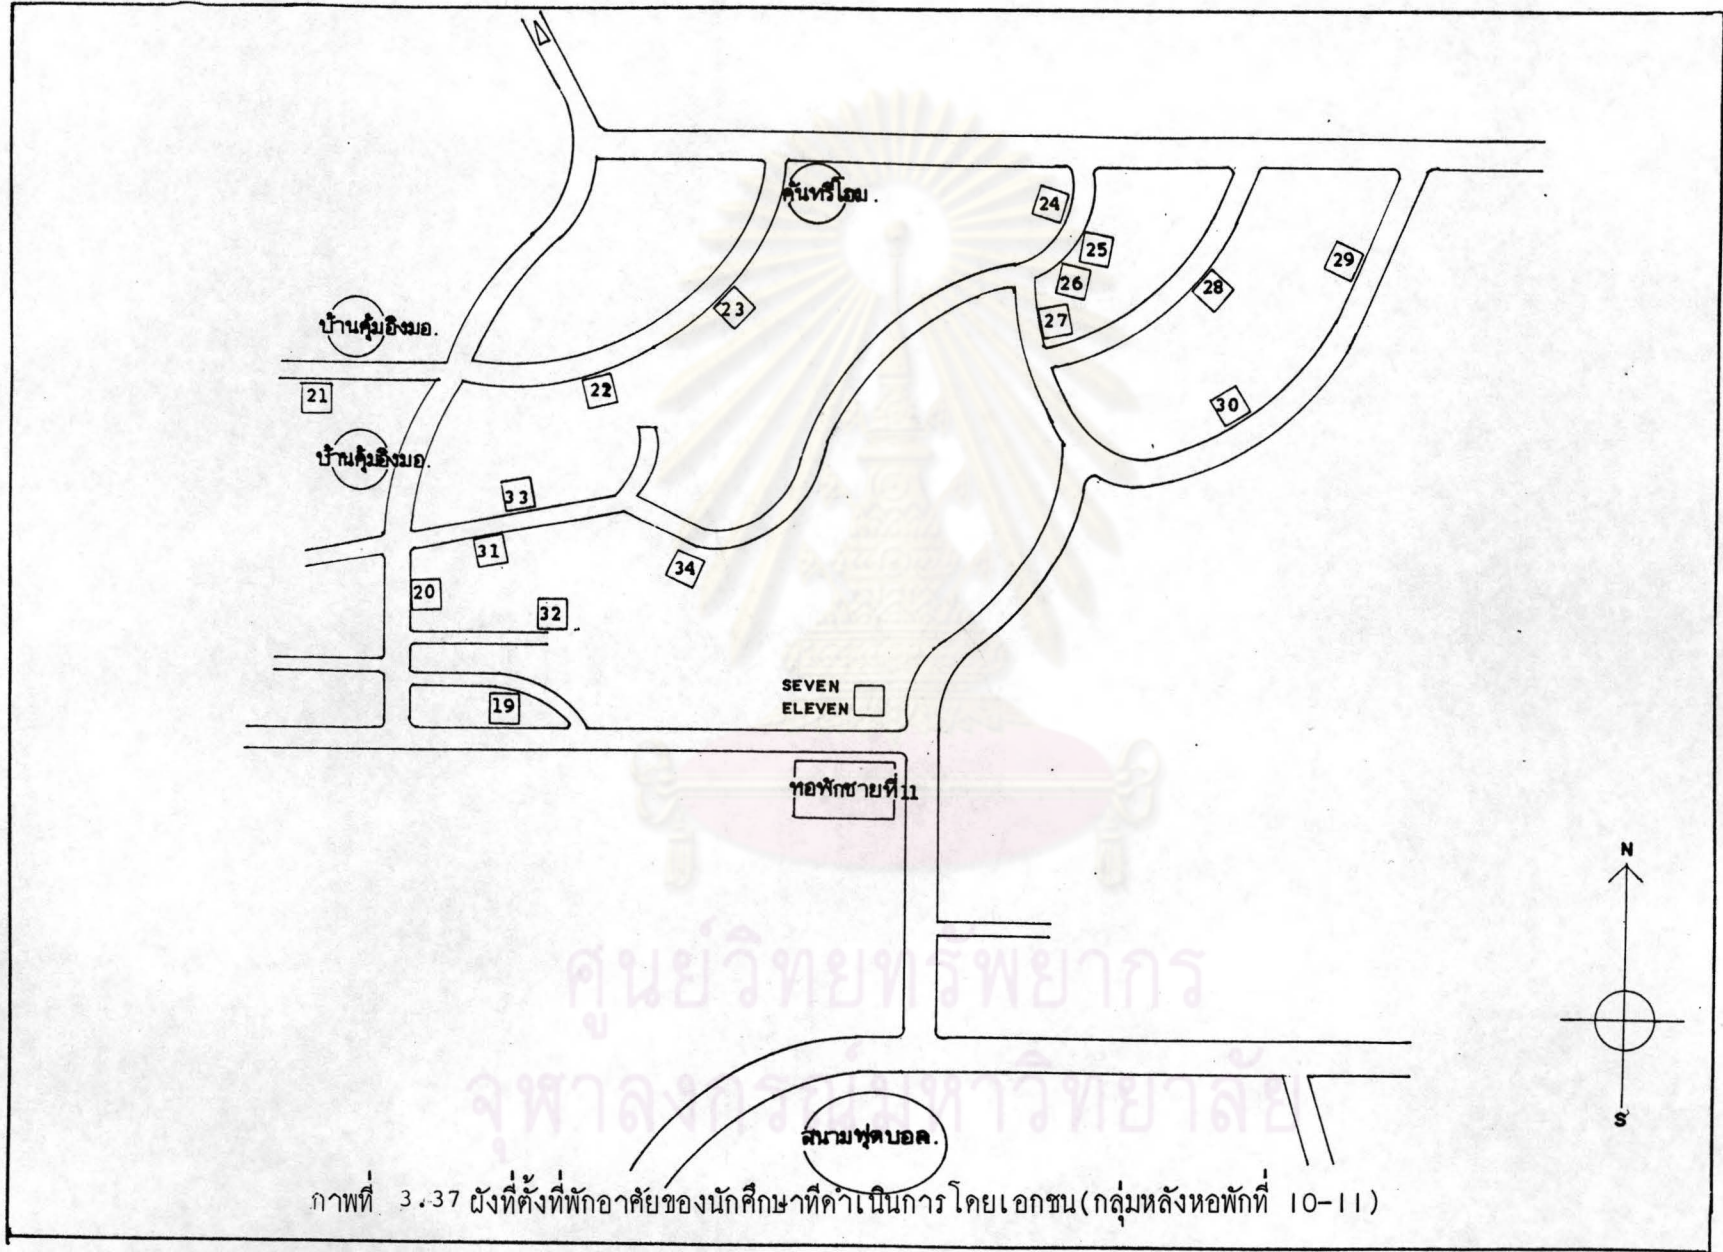 คันทรีโฮม.
24
25
29
26
28
บ้านคุ้มอิงมอ.
23
27
21
22
30
บ้านคุ้มอิงมอ.
33
31
34
20
32
19
SEVEN
ELEVEN
หอพักชายที่ 11
N
ศูนย์วิทยทรัพยากร
จุฬาลงกรณ์มหาวิทยาลัย
S
สนามฟุตบอล.
ภาพที่ 3.37 ผังที่ตั้งที่พักอาศัยของนักศึกษาที่ดำเนินการโดยเอกชน(กลุ่มหลังหอพักที่ 10-11)